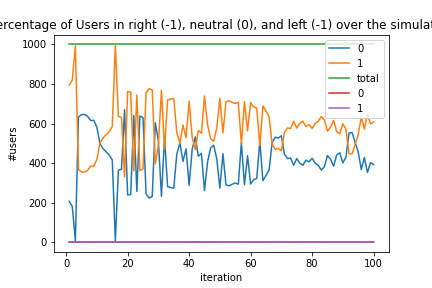 ercentage of Users in right (-1), neutral (0), and left (-1) over the simulat
1000
800
600
400
200
0
#users
0
1
total
0
1
0 20 40 60 80 100
iteration